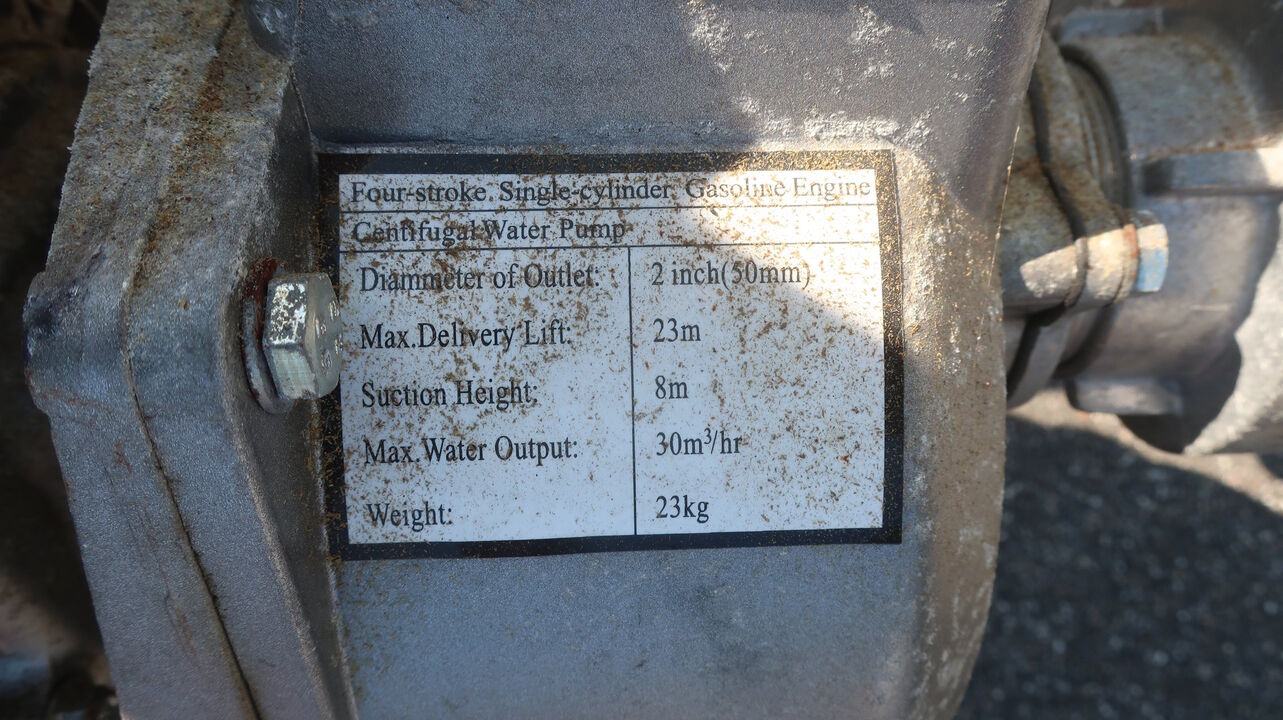 Four-stroke, Single-cylinder, Gasoline Engine
Centifugal Water Pump
Diammeter of Outlet: 2 inch(50mm)
Max.Delivery Lift: 23m
Suction Height: 8m
Max.Water Output: 30m³/hr
Weight: 23kg